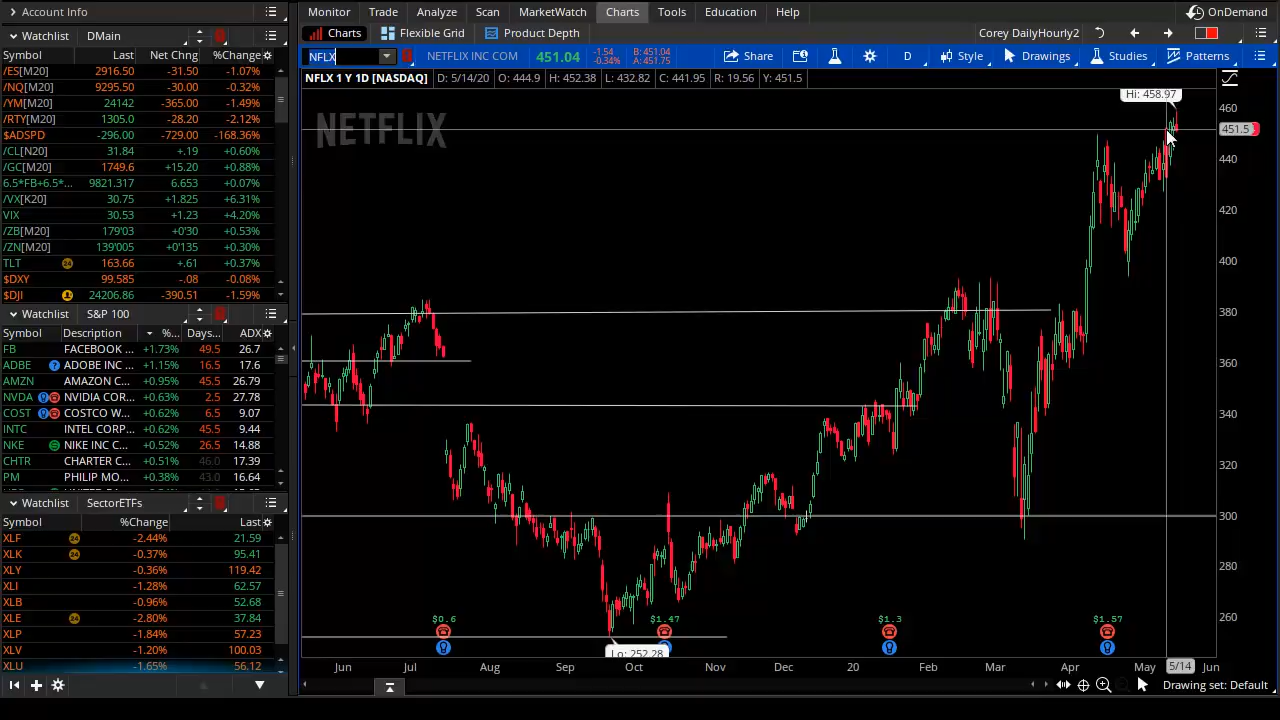 Account Info
Monitor Trade Analyze Scan MarketWatch Charts Tools Education Help OnDemand
Watchlist DMain
Charts Flexible Grid Product Depth Corey DailyHourly2
Symbol Last Net Chng %Change
NFLX NETFLIX INC COM 451.04 -1.54 -0.34% B: 451.04 A: 451.75 Share D Style Drawings Studies Patterns
NFLX 1 Y 1D [NASDAQ] D: 5/14/20 O: 444.9 H: 452.38 L: 432.82 C: 441.95 R: 19.56 Y: 451.5
/ES[M20] 2916.50 -31.50 -1.07%
/NQ[M20] 9295.50 -30.00 -0.32%
/YM[M20] 24142 -365.00 -1.49%
/RTY[M20] 1305.0 -28.20 -2.12%
$ADSPD -296.00 -729.00 -168.36%
/CL[N20] 31.84 +.19 +0.60%
/GC[M20] 1749.6 +15.20 +0.88%
6.5*FB+6.5*... 9821.317 6.653 +0.07%
/VX[K20] 30.75 +1.825 +6.31%
VIX 30.53 +1.23 +4.20%
/ZB[M20] 179'03 +0'30 +0.53%
/ZN[M20] 139'005 +0'135 +0.30%
TLT 163.66 +.61 +0.37%
$DXY 99.585 -.08 -0.08%
$DJI 24206.86 -390.51 -1.59%
Watchlist S&P 100
Symbol Description %... Days... ADX
FB FACEBOOK ... +1.73% 49.5 26.7
ADBE ADOBE INC ... +1.15% 16.5 17.6
AMZN AMAZON C... +0.95% 45.5 26.79
NVDA NVIDIA COR... +0.63% 2.5 27.78
COST COSTCO W... +0.62% 6.5 9.07
INTC INTEL CORP... +0.62% 45.5 9.44
NKE NIKE INC C... +0.52% 26.5 14.88
CHTR CHARTER C... +0.51% 46.0 17.39
PM PHILIP MO... +0.38% 43.0 16.64
Watchlist SectorETFs
Symbol %Change Last
XLF -2.44% 21.59
XLK -0.37% 95.41
XLY -0.36% 119.42
XLI -1.28% 62.57
XLB -0.96% 52.68
XLE -2.80% 37.84
XLP -1.84% 57.23
XLV -1.20% 100.03
XLU -1.65% 56.12
NETFLIX
Hi: 458.97
460
451.5
440
420
400
380
360
340
320
300
280
260
$0.6 $1.47 $1.3 $1.57
Lo: 252.28
Jun Jul Aug Sep Oct Nov Dec 20 Feb Mar Apr May 5/14 Jun
Drawing set: Default